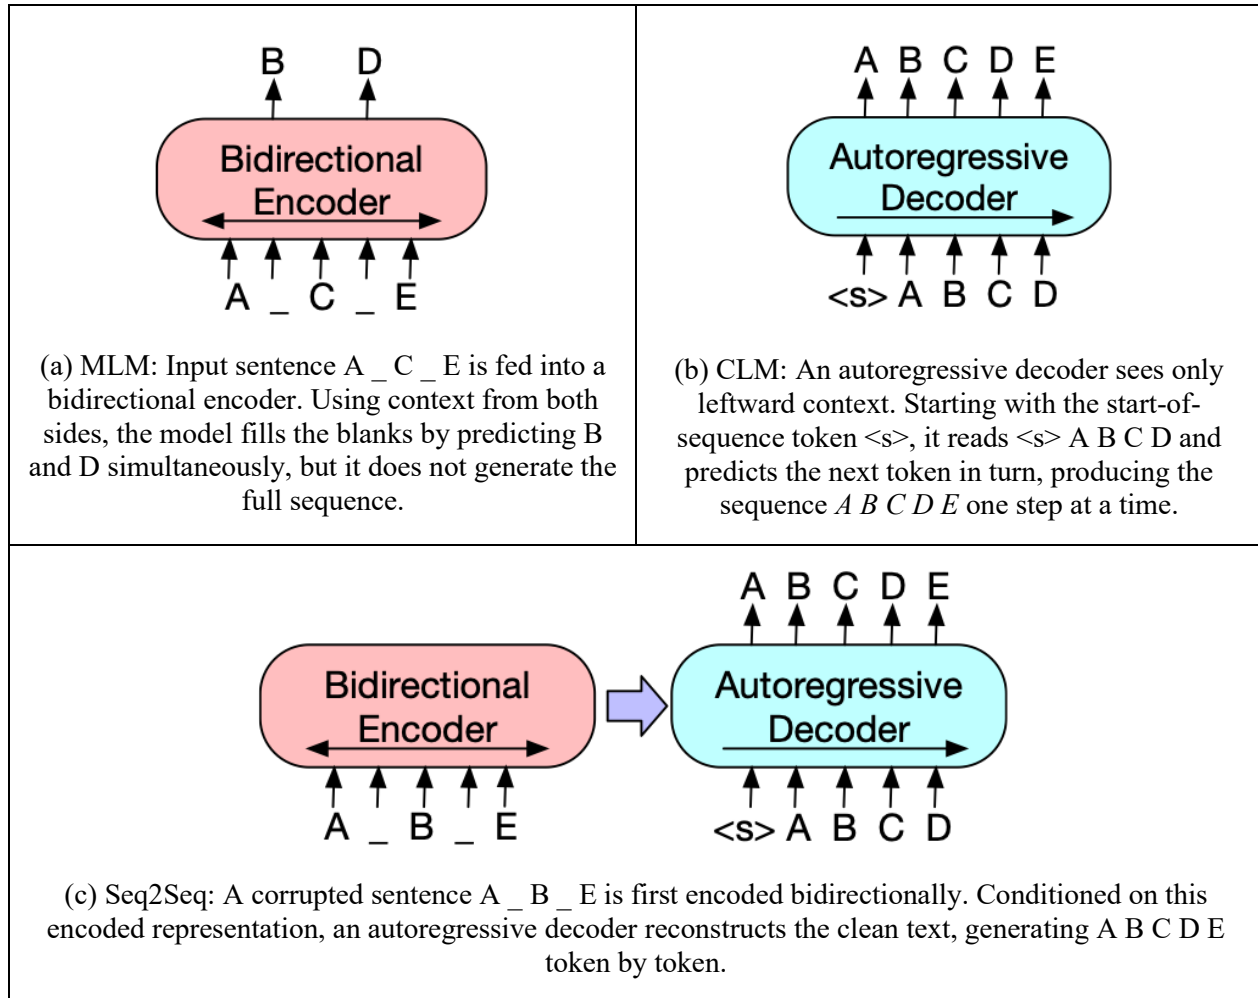 B D
Bidirectional
Encoder
A _ C _ E
(a) MLM: Input sentence A _ C _ E is fed into a
bidirectional encoder. Using context from both
sides, the model fills the blanks by predicting B
and D simultaneously, but it does not generate the
full sequence.
A B C D E
Autoregressive
Decoder
<s> A B C D
(b) CLM: An autoregressive decoder sees only
leftward context. Starting with the start-of-
sequence token <s>, it reads <s> A B C D and
predicts the next token in turn, producing the
sequence A B C D E one step at a time.
Bidirectional
Encoder
A _ B _ E
A B C D E
Autoregressive
Decoder
<s> A B C D
(c) Seq2Seq: A corrupted sentence A _ B _ E is first encoded bidirectionally. Conditioned on this
encoded representation, an autoregressive decoder reconstructs the clean text, generating A B C D E
token by token.